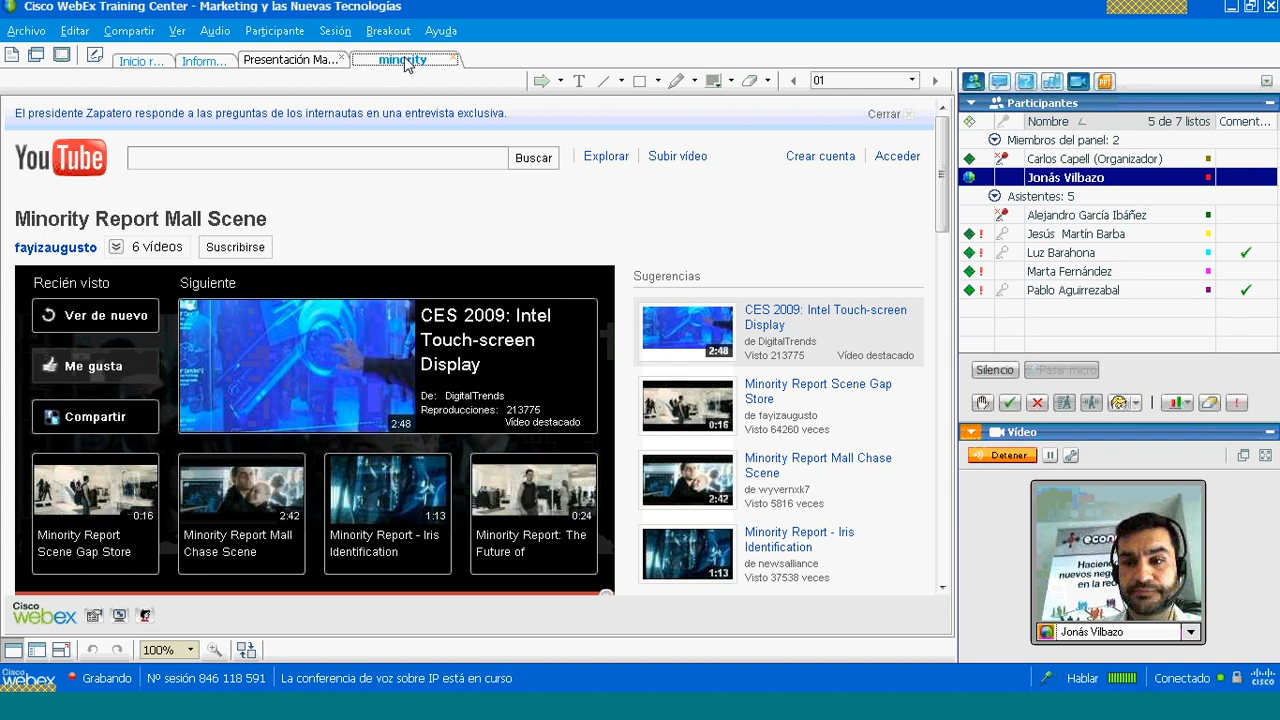 Cisco WebEx Training Center - Marketing y las Nuevas Tecnologías
Archivo Editar Compartir Ver Audio Participante Sesión Breakout Ayuda
Inicio r... Inform... Presentación Ma... minority
01
El presidente Zapatero responde a las preguntas de los internautas en una entrevista exclusiva. Cerrar
YouTube Buscar Explorar Subir vídeo Crear cuenta Acceder
Minority Report Mall Scene
fayizaugusto 6 vídeos Suscribirse
Recién visto
Ver de nuevo
Me gusta
Compartir
Siguiente
CES 2009: Intel
Touch-screen
Display
De: DigitalTrends
Reproducciones: 213775
Vídeo destacado
2:48
0:16
Minority Report
Scene Gap Store
2:42
Minority Report Mall
Chase Scene
1:13
Minority Report - Iris
Identification
0:24
Minority Report: The
Future of
Sugerencias
2:48
CES 2009: Intel Touch-screen
Display
de DigitalTrends
Visto 213775 Vídeo destacado
0:16
Minority Report Scene Gap
Store
de fayizaugusto
Visto 64260 veces
2:42
Minority Report Mall Chase
Scene
de wyvernxk7
Visto 5816 veces
1:13
Minority Report - Iris
Identification
de newsalliance
Visto 37538 veces
Cisco
webex
100%
Participantes
Nombre 5 de 7 listos Coment...
Miembros del panel: 2
Carlos Capell (Organizador)
Jonás Vilbazo
Asistentes: 5
Alejandro García Ibáñez
Jesús Martín Barba
Luz Barahona
Marta Fernández
Pablo Aguirrezabal
Silencio Pasar micro
Vídeo
Detener
econ
Hacien
nuevos nego
en la re
Jonás Vilbazo
Cisco
webex
Grabando Nº sesión 846 118 591 La conferencia de voz sobre IP está en curso Hablar Conectado
cisco